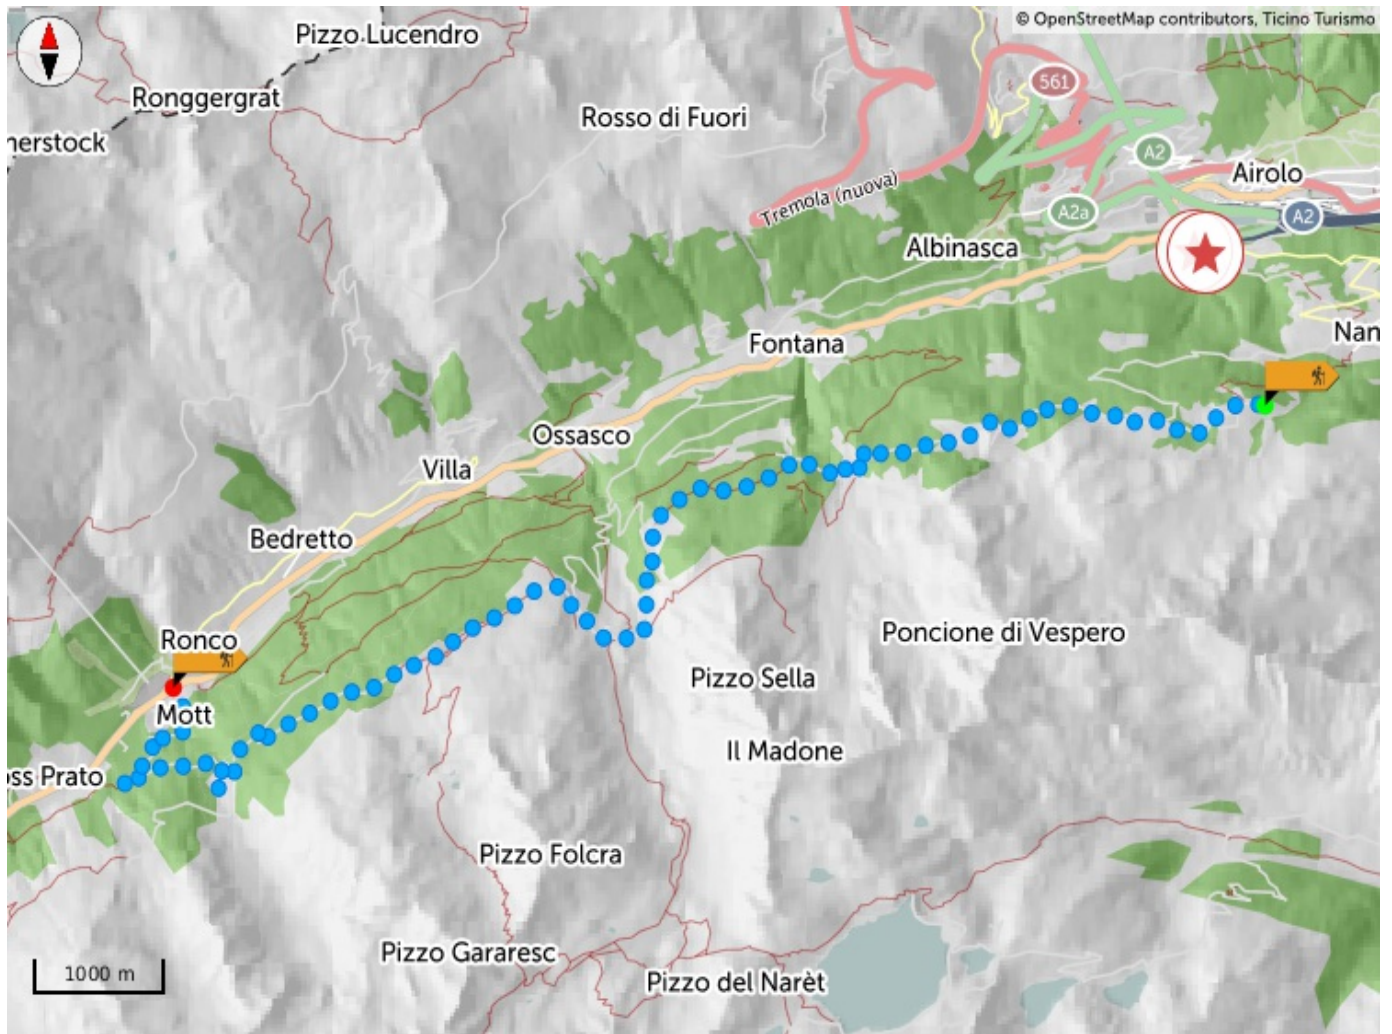 © OpenStreetMap contributors, Ticino Turismo
Pizzo Lucendro
561
Ronggergrat
Rosso di Fuori
nerstock
A2
Airolo
Tremola (nuova)
A2a
A2
Albinasca
Nan
Fontana
Ossasco
Villa
Bedretto
Ronco
Poncione di Vespero
Pizzo Sella
Mott
Il Madone
oss Prato
Pizzo Folcra
Pizzo Gararesc
1000 m
Pizzo del Narèt